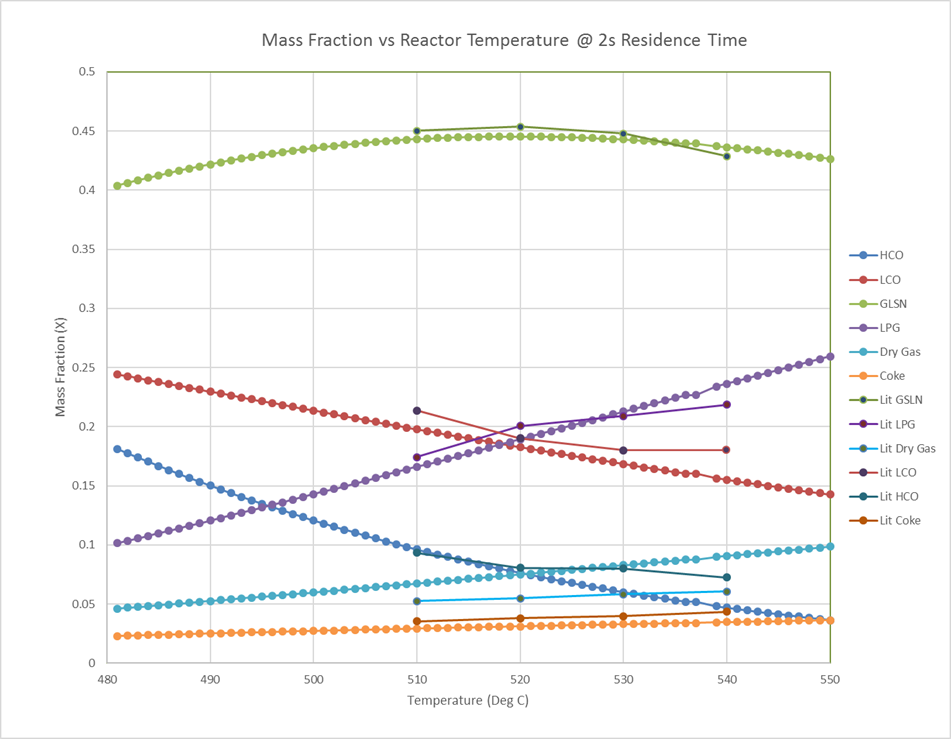 Mass Fraction vs Reactor Temperature @ 2s Residence Time
0.5
0.45
0.4
0.35
0.3
0.25
0.2
0.15
0.1
0.05
0
Mass Fraction (X)
480 490 500 510 520 530 540 550
Temperature (Deg C)
HCO
LCO
GLSN
LPG
Dry Gas
Coke
Lit GSLN
Lit LPG
Lit Dry Gas
Lit LCO
Lit HCO
Lit Coke